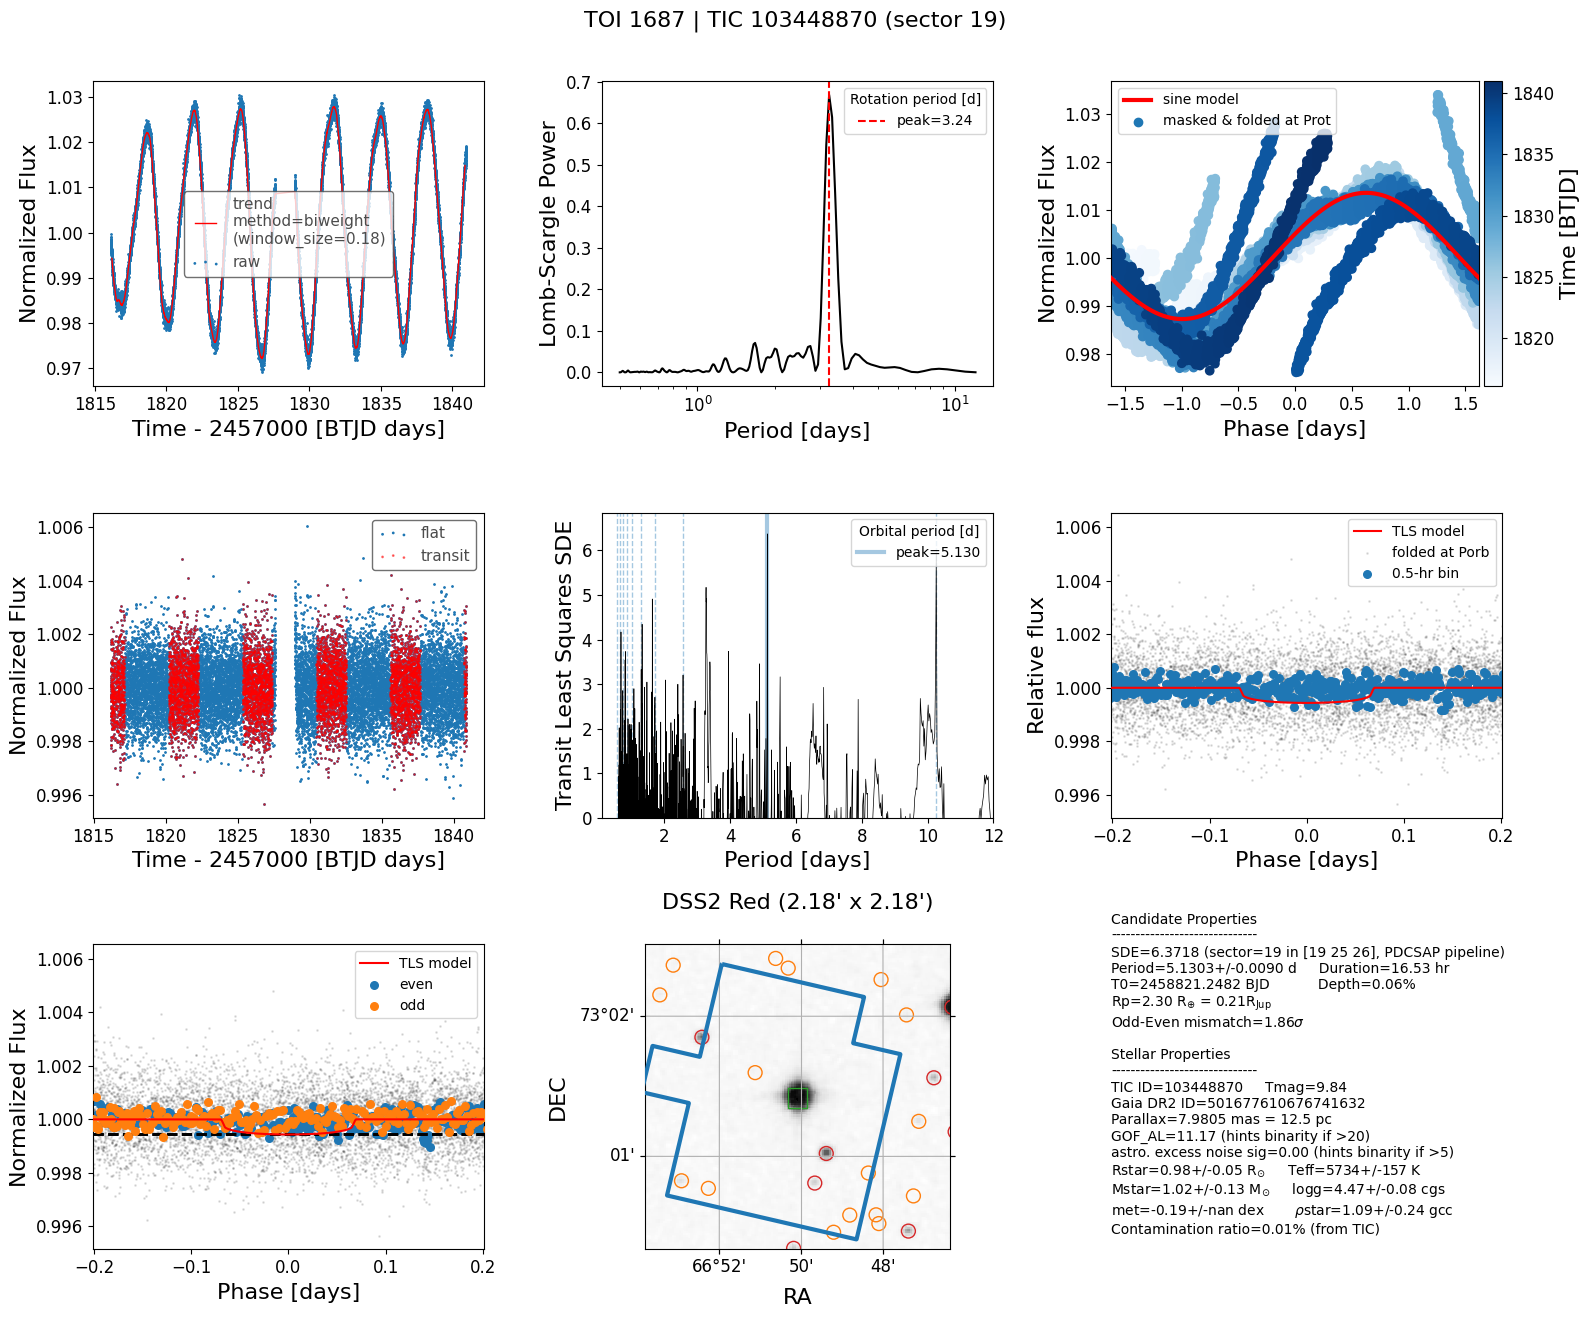 TOI 1687 | TIC 103448870 (sector 19)
Normalized Flux
1.03
1.02
1.01
1.00
0.99
0.98
0.97
trend
method=biweight
(window_size=0.18)
raw
1815 1820 1825 1830 1835 1840
Time - 2457000 [BTJD days]
Lomb-Scargle Power
0.7
0.6
0.5
0.4
0.3
0.2
0.1
0.0
Rotation period [d]
peak=3.24
10⁰ 10¹
Period [days]
Normalized Flux
1.03
1.02
1.01
1.00
0.99
0.98
sine model
masked & folded at Prot
−1.5 −1.0 −0.5 0.0 0.5 1.0 1.5
Phase [days]
1840
1835
1830
1825
1820
Time [BTJD]
Normalized Flux
1.006
1.004
1.002
1.000
0.998
0.996
flat
transit
1815 1820 1825 1830 1835 1840
Time - 2457000 [BTJD days]
Transit Least Squares SDE
6
5
4
3
2
1
0
Orbital period [d]
peak=5.130
2 4 6 8 10 12
Period [days]
Relative flux
1.006
1.004
1.002
1.000
0.998
0.996
TLS model
folded at Porb
0.5-hr bin
−0.2 −0.1 0.0 0.1 0.2
Phase [days]
Normalized Flux
1.006
1.004
1.002
1.000
0.998
0.996
TLS model
even
odd
−0.2 −0.1 0.0 0.1 0.2
Phase [days]
DSS2 Red (2.18' x 2.18')
DEC
73°02'
01'
66°52' 50' 48'
RA
Candidate Properties
------------------------------
SDE=6.3718 (sector=19 in [19 25 26], PDCSAP pipeline)
Period=5.1303+/-0.0090 d Duration=16.53 hr
T0=2458821.2482 BJD Depth=0.06%
Rp=2.30 R⊕ = 0.21RJup
Odd-Even mismatch=1.86σ
Stellar Properties
------------------------------
TIC ID=103448870 Tmag=9.84
Gaia DR2 ID=501677610676741632
Parallax=7.9805 mas = 12.5 pc
GOF_AL=11.17 (hints binarity if >20)
astro. excess noise sig=0.00 (hints binarity if >5)
Rstar=0.98+/-0.05 R⊙ Teff=5734+/-157 K
Mstar=1.02+/-0.13 M⊙ logg=4.47+/-0.08 cgs
met=-0.19+/-nan dex ρstar=1.09+/-0.24 gcc
Contamination ratio=0.01% (from TIC)